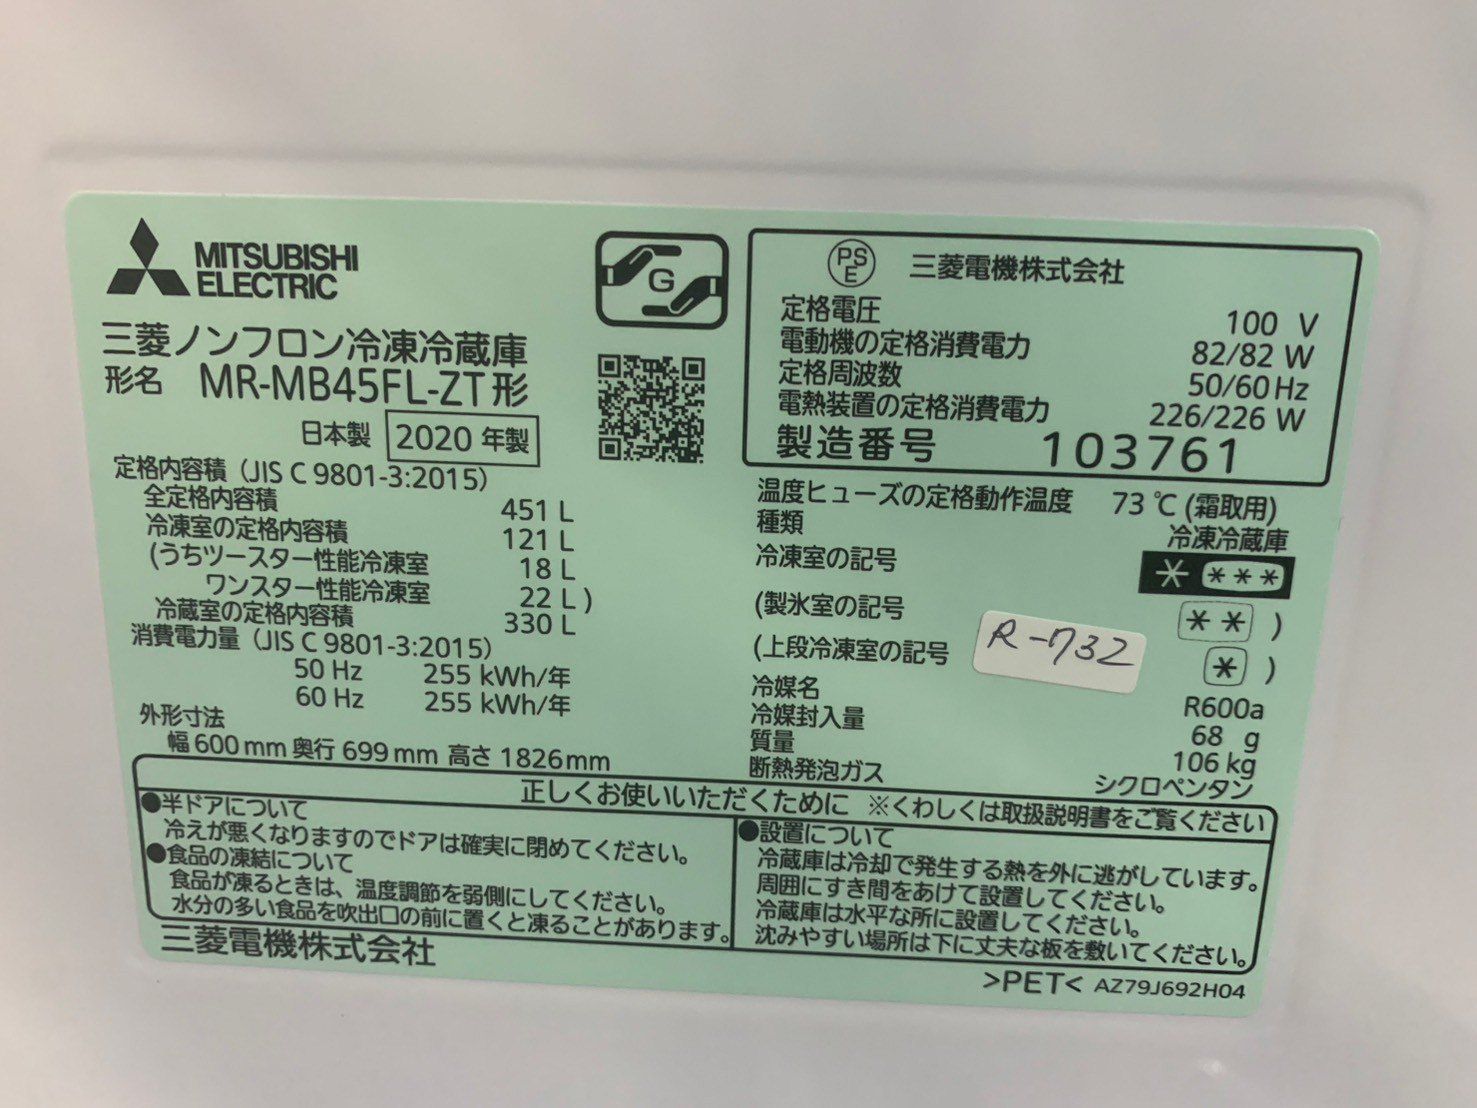 MITSUBISHI
ELECTRIC
三菱ノンフロン冷凍冷蔵庫
形名 MR-MB45FL-ZT形
日本製 2020年製
定格内容積（JIS C 9801-3:2015）
全定格内容積 451 L
冷凍室の定格内容積 121 L
(うちツースター性能冷凍室 18 L
ワンスター性能冷凍室 22 L )
冷蔵室の定格内容積 330 L
消費電力量（JIS C 9801-3:2015）
50 Hz 255 kWh/年
60 Hz 255 kWh/年
外形寸法
幅 600 mm 奥行 699 mm 高さ 1826 mm
G
PS
E
三菱電機株式会社
定格電圧 100 V
電動機の定格消費電力 82/82 W
定格周波数 50/60 Hz
電熱装置の定格消費電力 226/226 W
製造番号 103761
温度ヒューズの定格動作温度 73 ℃ (霜取用)
種類 冷凍冷蔵庫
冷凍室の記号 * ***
(製氷室の記号 ** )
(上段冷凍室の記号 * )
R-732
冷媒名 R600a
冷媒封入量 68 g
質量 106 kg
断熱発泡ガス シクロペンタン
正しくお使いいただくために ※くわしくは取扱説明書をご覧ください
●半ドアについて
冷えが悪くなりますのでドアは確実に閉めてください。
●食品の凍結について
食品が凍るときは、温度調節を弱側にしてください。
水分の多い食品を吹出口の前に置くと凍ることがあります。
●設置について
冷蔵庫は冷却で発生する熱を外に逃がしています。
周囲にすき間をあけて設置してください。
冷蔵庫は水平な所に設置してください。
沈みやすい場所は下に丈夫な板を敷いてください。
三菱電機株式会社
>PET< AZ79J692H04